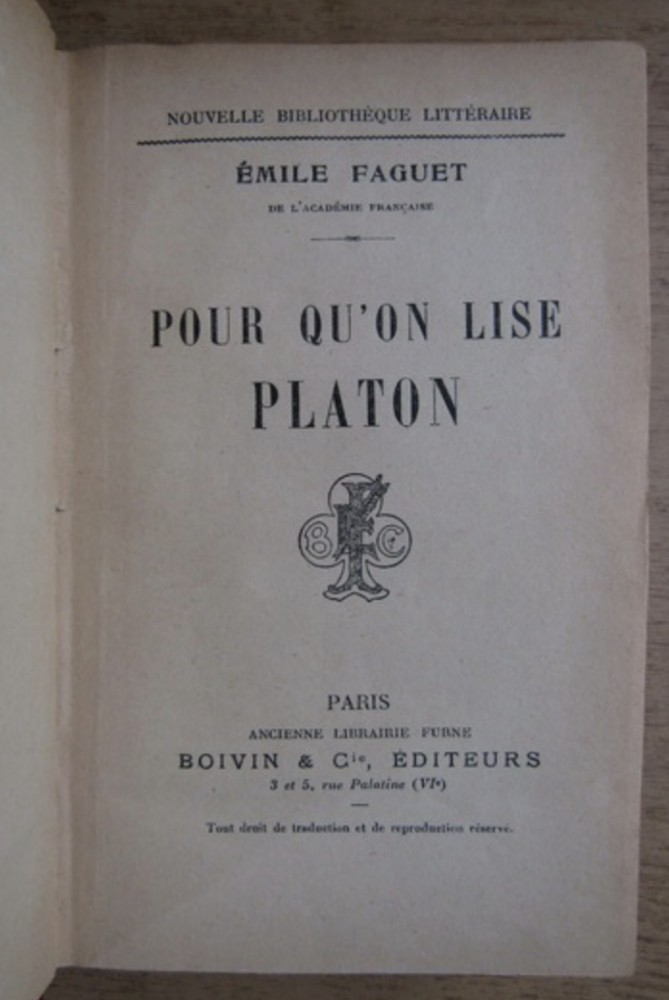 NOUVELLE BIBLIOTHÈQUE LITTÉRAIRE
ÉMILE FAGUET
DE L'ACADÉMIE FRANÇAISE
POUR QU'ON LISE
PLATON
F
B C
PARIS
ANCIENNE LIBRAIRIE FURNE
BOIVIN & Cie, ÉDITEURS
3 et 5, rue Palatine (VIe)
Tout droit de traduction et de reproduction réservé.